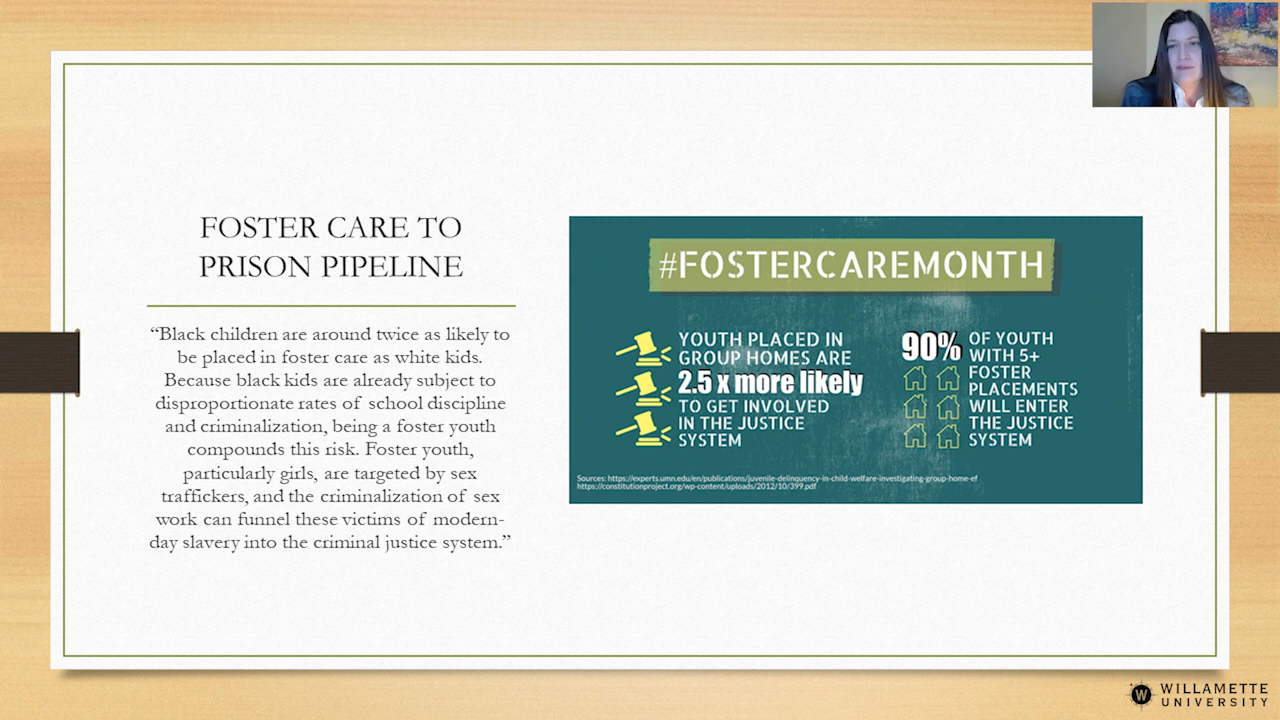 FOSTER CARE TO
PRISON PIPELINE
“Black children are around twice as likely to
be placed in foster care as white kids.
Because black kids are already subject to
disproportionate rates of school discipline
and criminalization, being a foster youth
compounds this risk. Foster youth,
particularly girls, are targeted by sex
traffickers, and the criminalization of sex
work can funnel these victims of modern-
day slavery into the criminal justice system.”
#FOSTERCAREMONTH
YOUTH PLACED IN
GROUP HOMES ARE
2.5 x more likely
TO GET INVOLVED
IN THE JUSTICE
SYSTEM
90% OF YOUTH
WITH 5+
FOSTER
PLACEMENTS
WILL ENTER
THE JUSTICE
SYSTEM
Sources: https://experts.umn.edu/en/publications/juvenile-delinquency-in-child-welfare-investigating-group-home-ef
https://constitutionproject.org/wp-content/uploads/2012/10/399.pdf
W
WILLAMETTE
UNIVERSITY